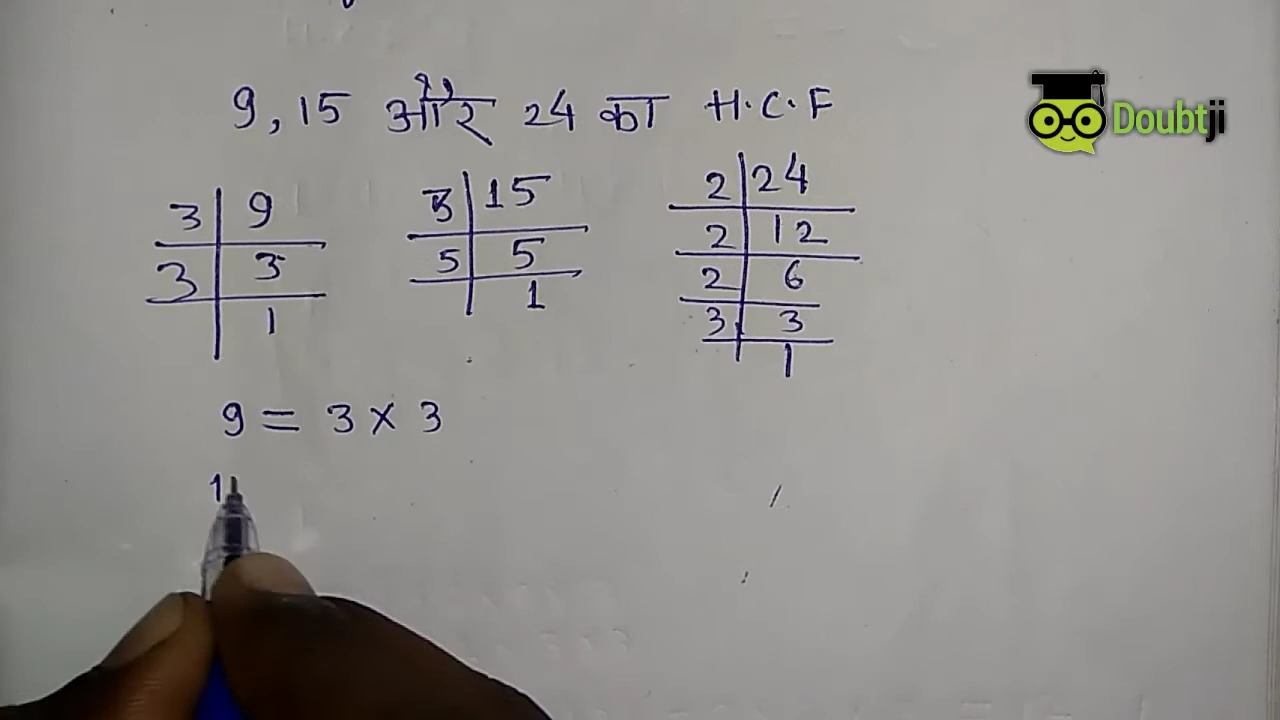 9, 15 और 24 का H.C.F
Doubtji
3 | 9
3 | 3
1
3 | 15
5 | 5
1
2 | 24
2 | 12
2 | 6
3 | 3
1
9 = 3 × 3
1